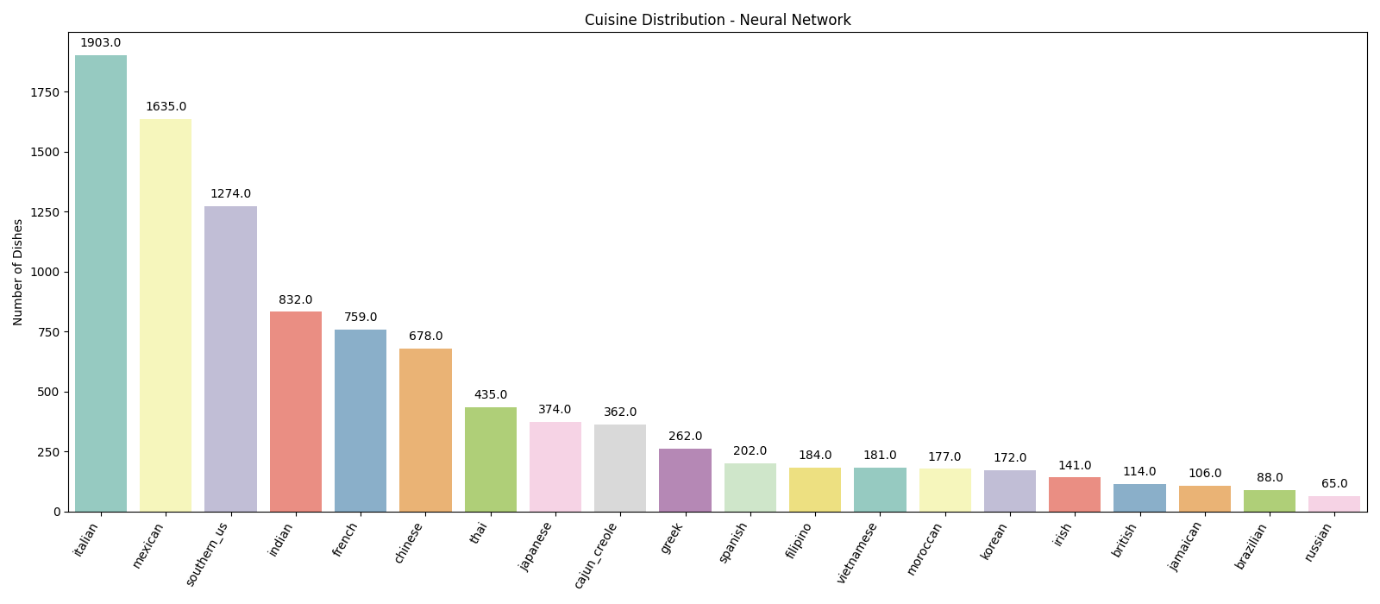 Cuisine Distribution - Neural Network
1903.0
1635.0
1274.0
832.0
759.0
678.0
435.0
374.0
362.0
262.0
202.0
184.0
181.0
177.0
172.0
141.0
114.0
106.0
88.0
65.0
Number of Dishes
1750
1500
1250
1000
750
500
250
0
italian
mexican
southern_us
indian
french
chinese
thai
japanese
cajun_creole
greek
spanish
filipino
vietnamese
moroccan
korean
irish
british
jamaican
brazilian
russian